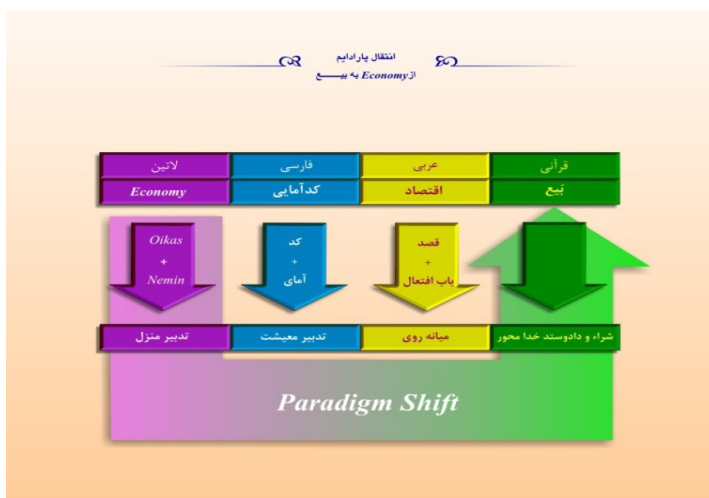 انتقال پارادایم
از Economy به بیـــــع
قرآنی
عربی
فارسی
لاتین
بَیع
اقتصاد
کدآمایی
Economy
قصد
+
باب افتعال
کد
+
آمای
Oikas
+
Nemin
شراء و دادوستد خدا محور
میانه روی
تدبیر معیشت
تدبیر منزل
Paradigm Shift